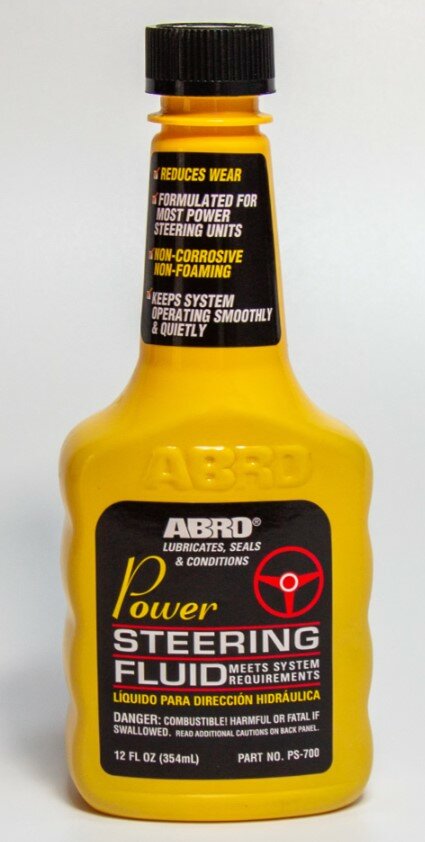 REDUCES WEAR
FORMULATED FOR
MOST POWER
STEERING UNITS
NON-CORROSIVE
NON-FOAMING
KEEPS SYSTEM
OPERATING SMOOTHLY
& QUIETLY
ABRO
ABRO®
LUBRICATES, SEALS
& CONDITIONS
Power
STEERING
FLUID MEETS SYSTEM
REQUIREMENTS
LÍQUIDO PARA DIRECCIÓN HIDRÁULICA
DANGER: COMBUSTIBLE! HARMFUL OR FATAL IF
SWALLOWED. READ ADDITIONAL CAUTIONS ON BACK PANEL.
12 FL OZ (354mL) PART NO. PS-700